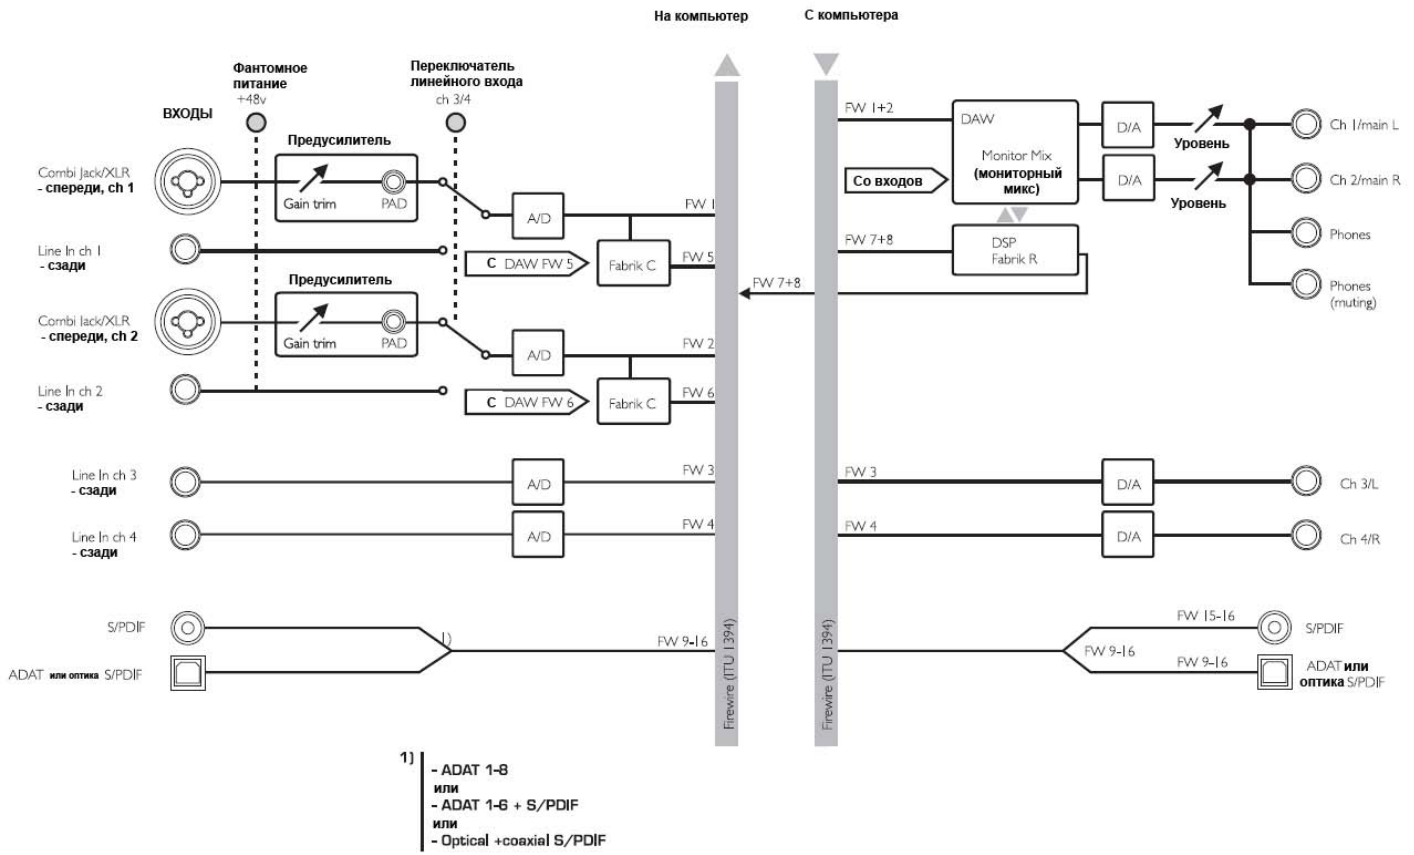 На компьютер
С компьютера
Фантомное
питание
+48v
Переключатель
линейного входа
ch 3/4
ВХОДЫ
Предусилитель
Combi Jack/XLR
- спереди, ch 1
Gain trim
PAD
A/D
FW 1
Line In ch 1
- сзади
С DAW FW 5
Fabrik C
FW 5
Предусилитель
Combi Jack/XLR
- спереди, ch 2
Gain trim
PAD
A/D
FW 2
Line In ch 2
- сзади
С DAW FW 6
Fabrik C
FW 6
Line In ch 3
- сзади
A/D
FW 3
Line In ch 4
- сзади
A/D
FW 4
S/PDIF
ADAT или оптика S/PDIF
1)
FW 9-16
Firewire (ITU 1394)
Firewire (ITU 1394)
FW 1+2
DAW
Monitor Mix
(мониторный
микс)
Со входов
D/A
Уровень
Ch 1/main L
D/A
Уровень
Ch 2/main R
FW 7+8
DSP
Fabrik R
FW 7+8
Phones
Phones
(muting)
FW 3
D/A
Ch 3/L
FW 4
D/A
Ch 4/R
FW 15-16
S/PDIF
FW 9-16
FW 9-16
ADAT или
оптика S/PDIF
1)
- ADAT 1-8
или
- ADAT 1-6 + S/PDIF
или
- Optical +coaxial S/PDIF